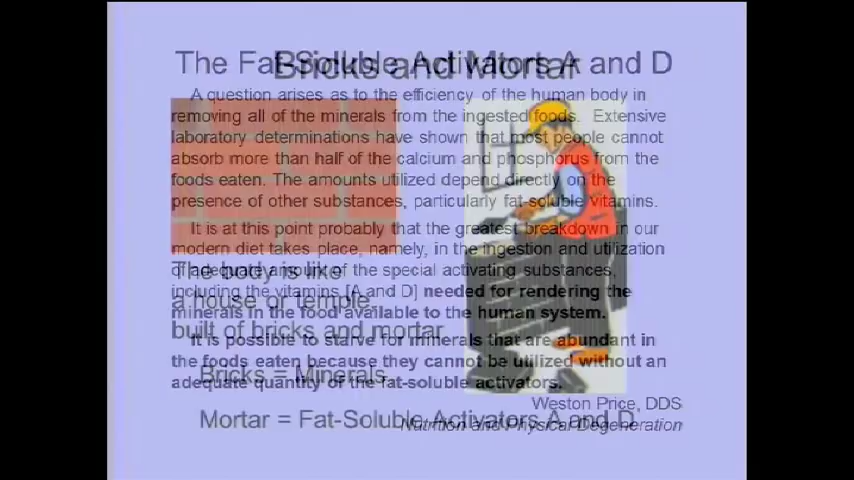 The Fat-Soluble Activators A and D
Bricks and Mortar
A question arises as to the efficiency of the human body in
removing all of the minerals from the ingested foods. Extensive
laboratory determinations have shown that most people cannot
absorb more than half of the calcium and phosphorus from the
foods eaten. The amounts utilized depend directly on the
presence of other substances, particularly fat-soluble vitamins.
It is at this point probably that the greatest breakdown in our
modern diet takes place, namely, in the ingestion and utilization
of adequate amount of the special activating substances,
including the vitamins [A and D] needed for rendering the
minerals in the food available to the human system.
It is possible to starve for minerals that are abundant in
the foods eaten because they cannot be utilized without an
adequate quantity of the fat-soluble activators.
Weston Price, DDS
Nutrition and Physical Degeneration
The body is like
a house or temple,
built of bricks and mortar
Bricks = Minerals
Mortar = Fat-Soluble Activators A and D